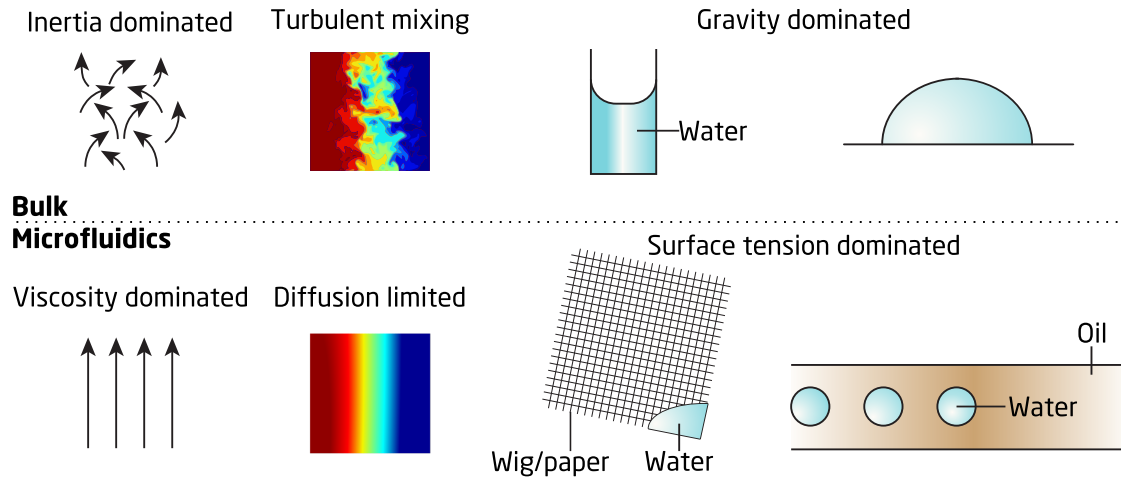 Inertia dominated
Turbulent mixing
Gravity dominated
Water
Bulk
Microfluidics
Surface tension dominated
Viscosity dominated
Diffusion limited
Oil
Water
Wig/paper
Water